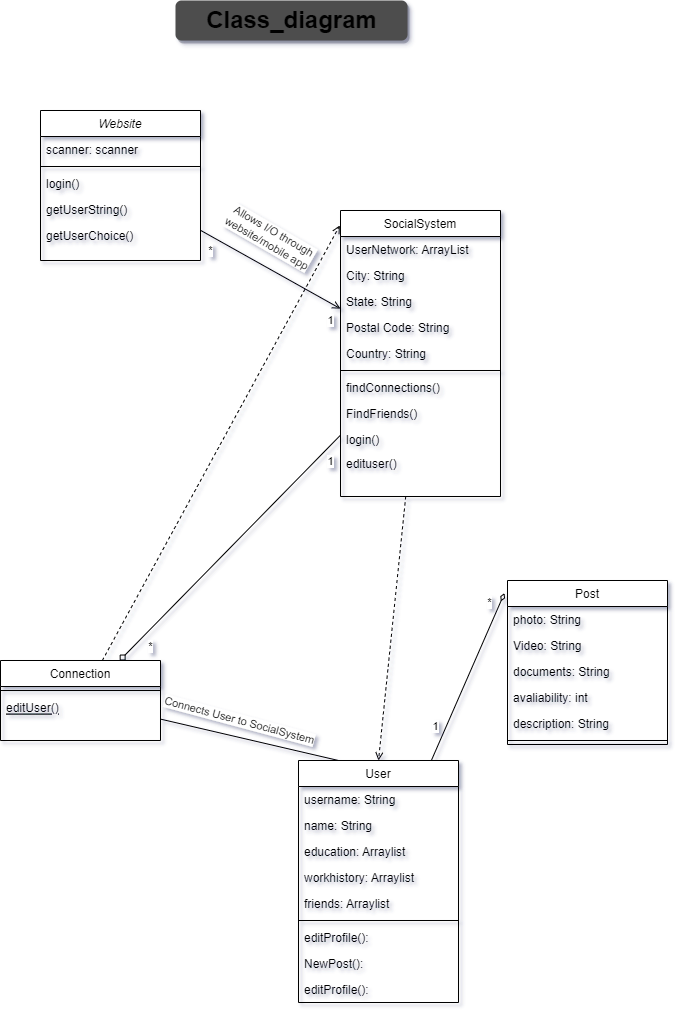 Class_diagram
Website
scanner: scanner
login()
getUserString()
getUserChoice()
*
Allows I/O through
website/mobile app
1
SocialSystem
UserNetwork: ArrayList
City: String
State: String
Postal Code: String
Country: String
findConnections()
FindFriends()
login()
edituser()
1
*
Connection
editUser()
Connects User to SocialSystem
*
1
Post
photo: String
Video: String
documents: String
avaliability: int
description: String
User
username: String
name: String
education: Arraylist
workhistory: Arraylist
friends: Arraylist
editProfile():
NewPost():
editProfile():